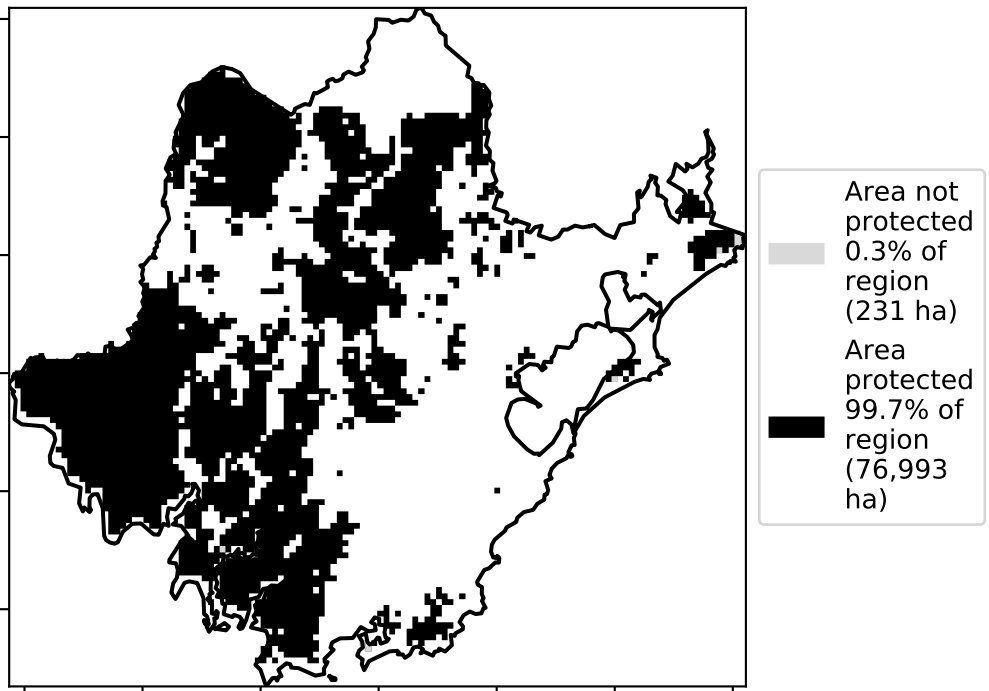 Area not
protected
0.3% of
region
(231 ha)
Area
protected
99.7% of
region
(76,993
ha)